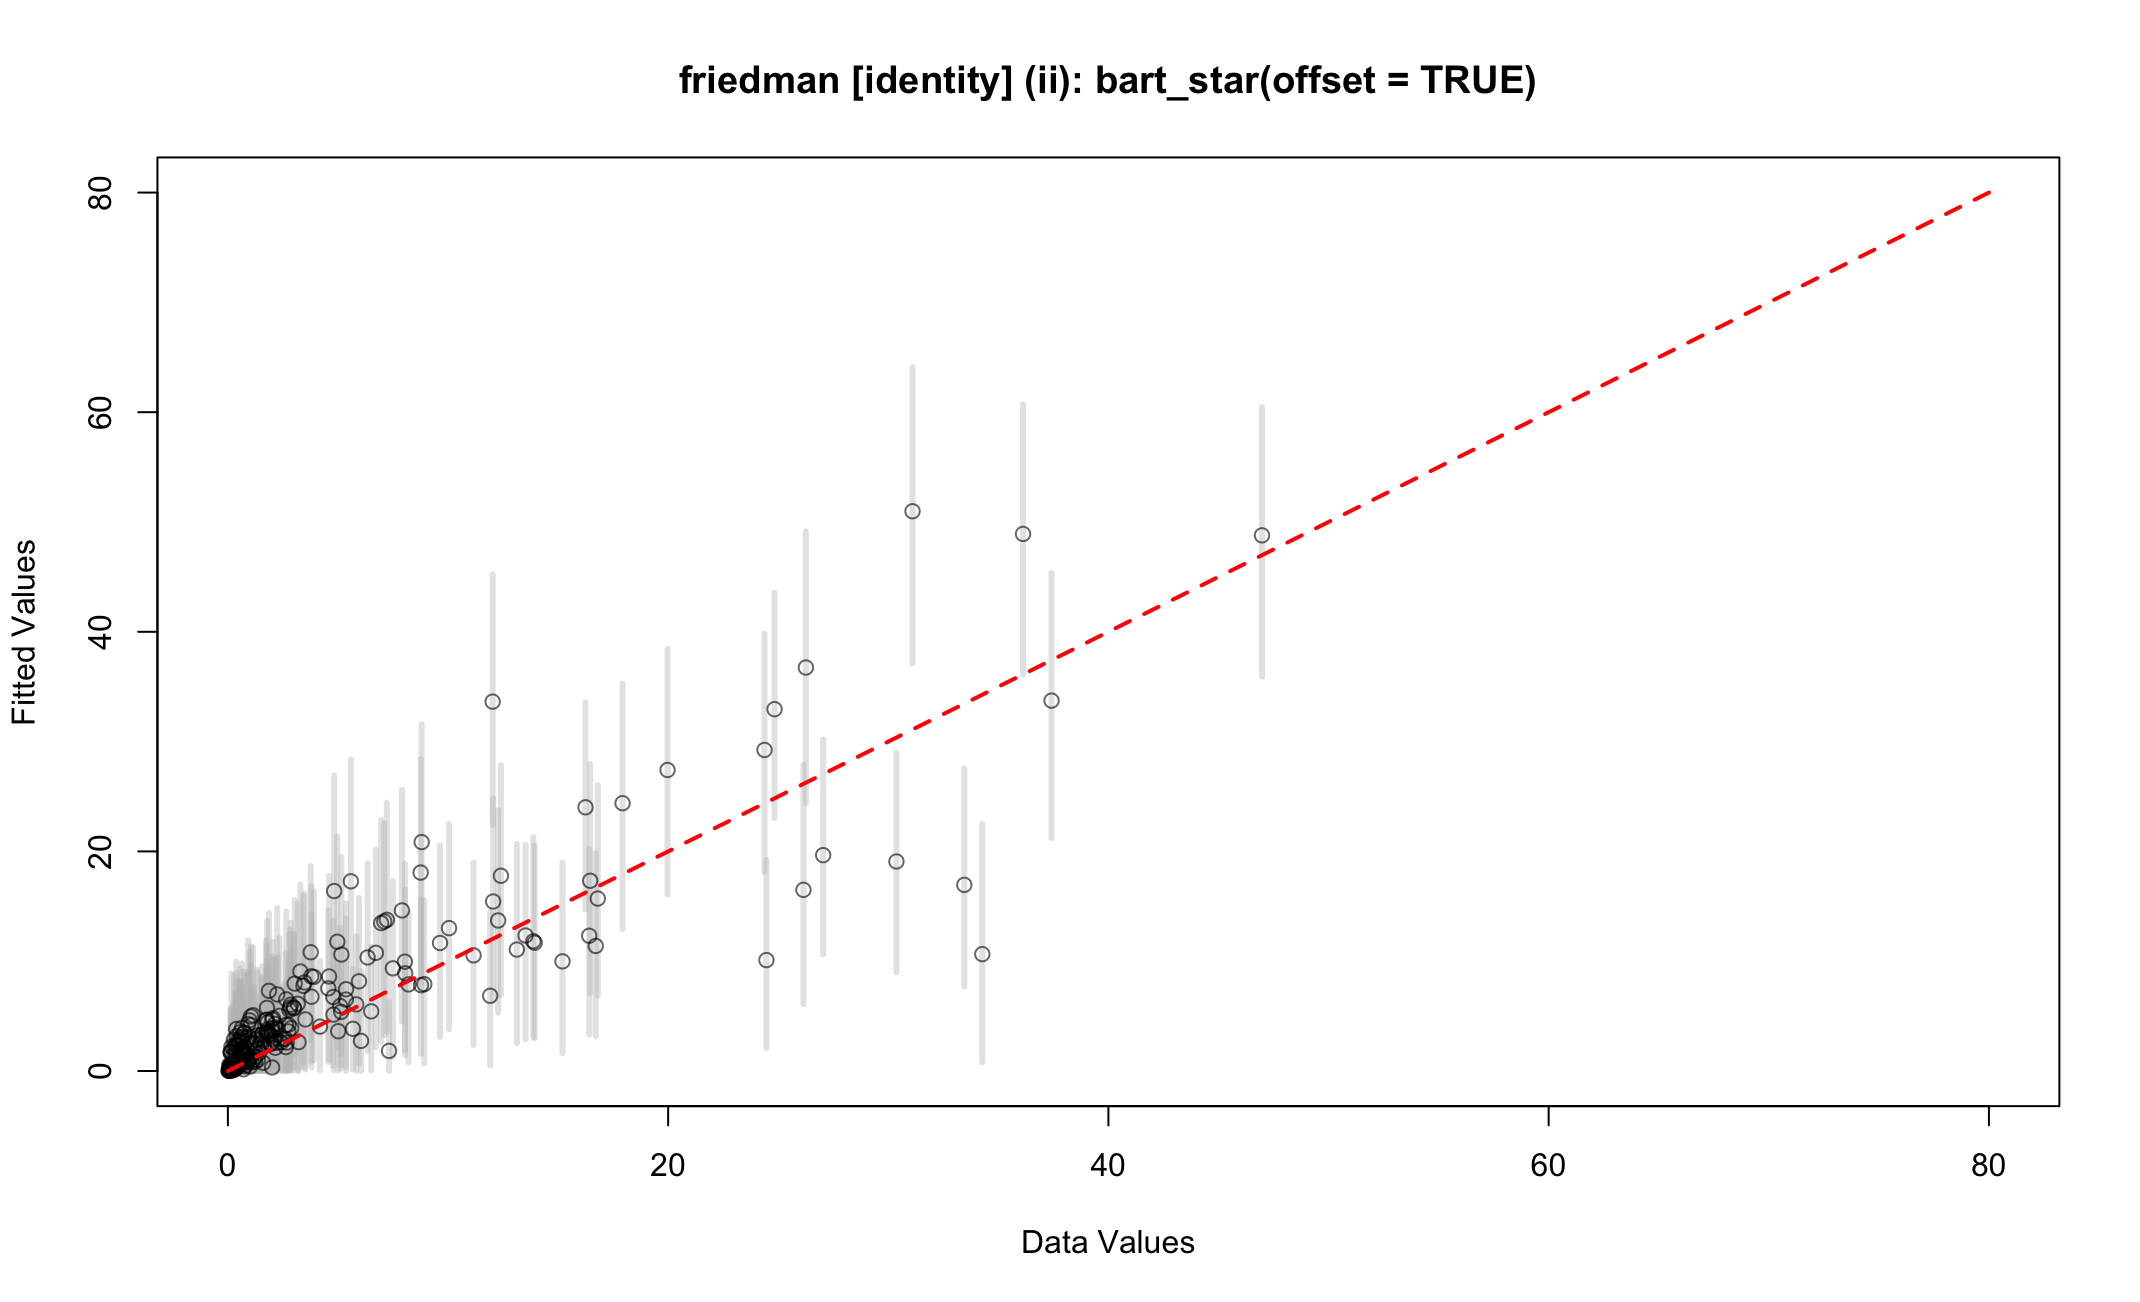 friedman [identity] (ii): bart_star(offset = TRUE)
80
60
40
20
0
Fitted Values
0 20 40 60 80
Data Values